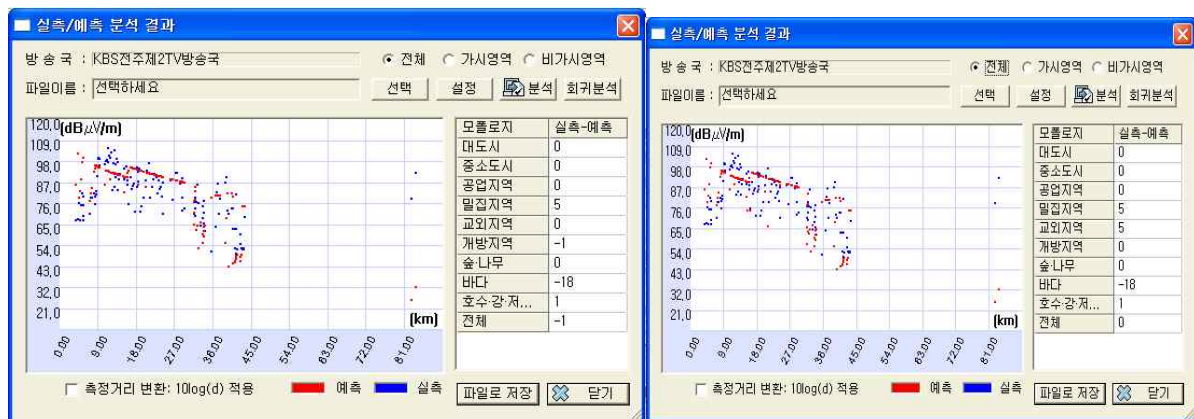 실측/예측 분석 결과
방 송 국 : KBS전주제2TV방송국 전체 가시영역 비가시영역
파일이름 : 선택하세요 선택 설정 분석 회귀분석
120,0 (dBμV/m)
109,0
98,0
87,0
76,0
65,0
54,0
43,0
32,0
21,0
(km)
0.00 9.00 18.00 27.00 36.00 45.00 54.00 63.00 72.00 81.00
모폴로지 실측-예측
대도시 0
중소도시 0
공업지역 0
밀집지역 5
교외지역 0
개방지역 -1
숲·나무 0
바다 -18
호수·강·저... 1
전체 -1
측정거리 변환: 10log(d) 적용 예측 실측 파일로 저장 닫기
실측/예측 분석 결과
방 송 국 : KBS전주제2TV방송국 전체 가시영역 비가시영역
파일이름 : 선택하세요 선택 설정 분석 회귀분석
120,0 (dBμV/m)
109,0
98,0
87,0
76,0
65,0
54,0
43,0
32,0
21,0
(km)
0.00 9.00 18.00 27.00 36.00 45.00 54.00 63.00 72.00 81.00
모폴로지 실측-예측
대도시 0
중소도시 0
공업지역 0
밀집지역 5
교외지역 5
개방지역 0
숲·나무 0
바다 -18
호수·강·저... 1
전체 0
측정거리 변환: 10log(d) 적용 예측 실측 파일로 저장 닫기